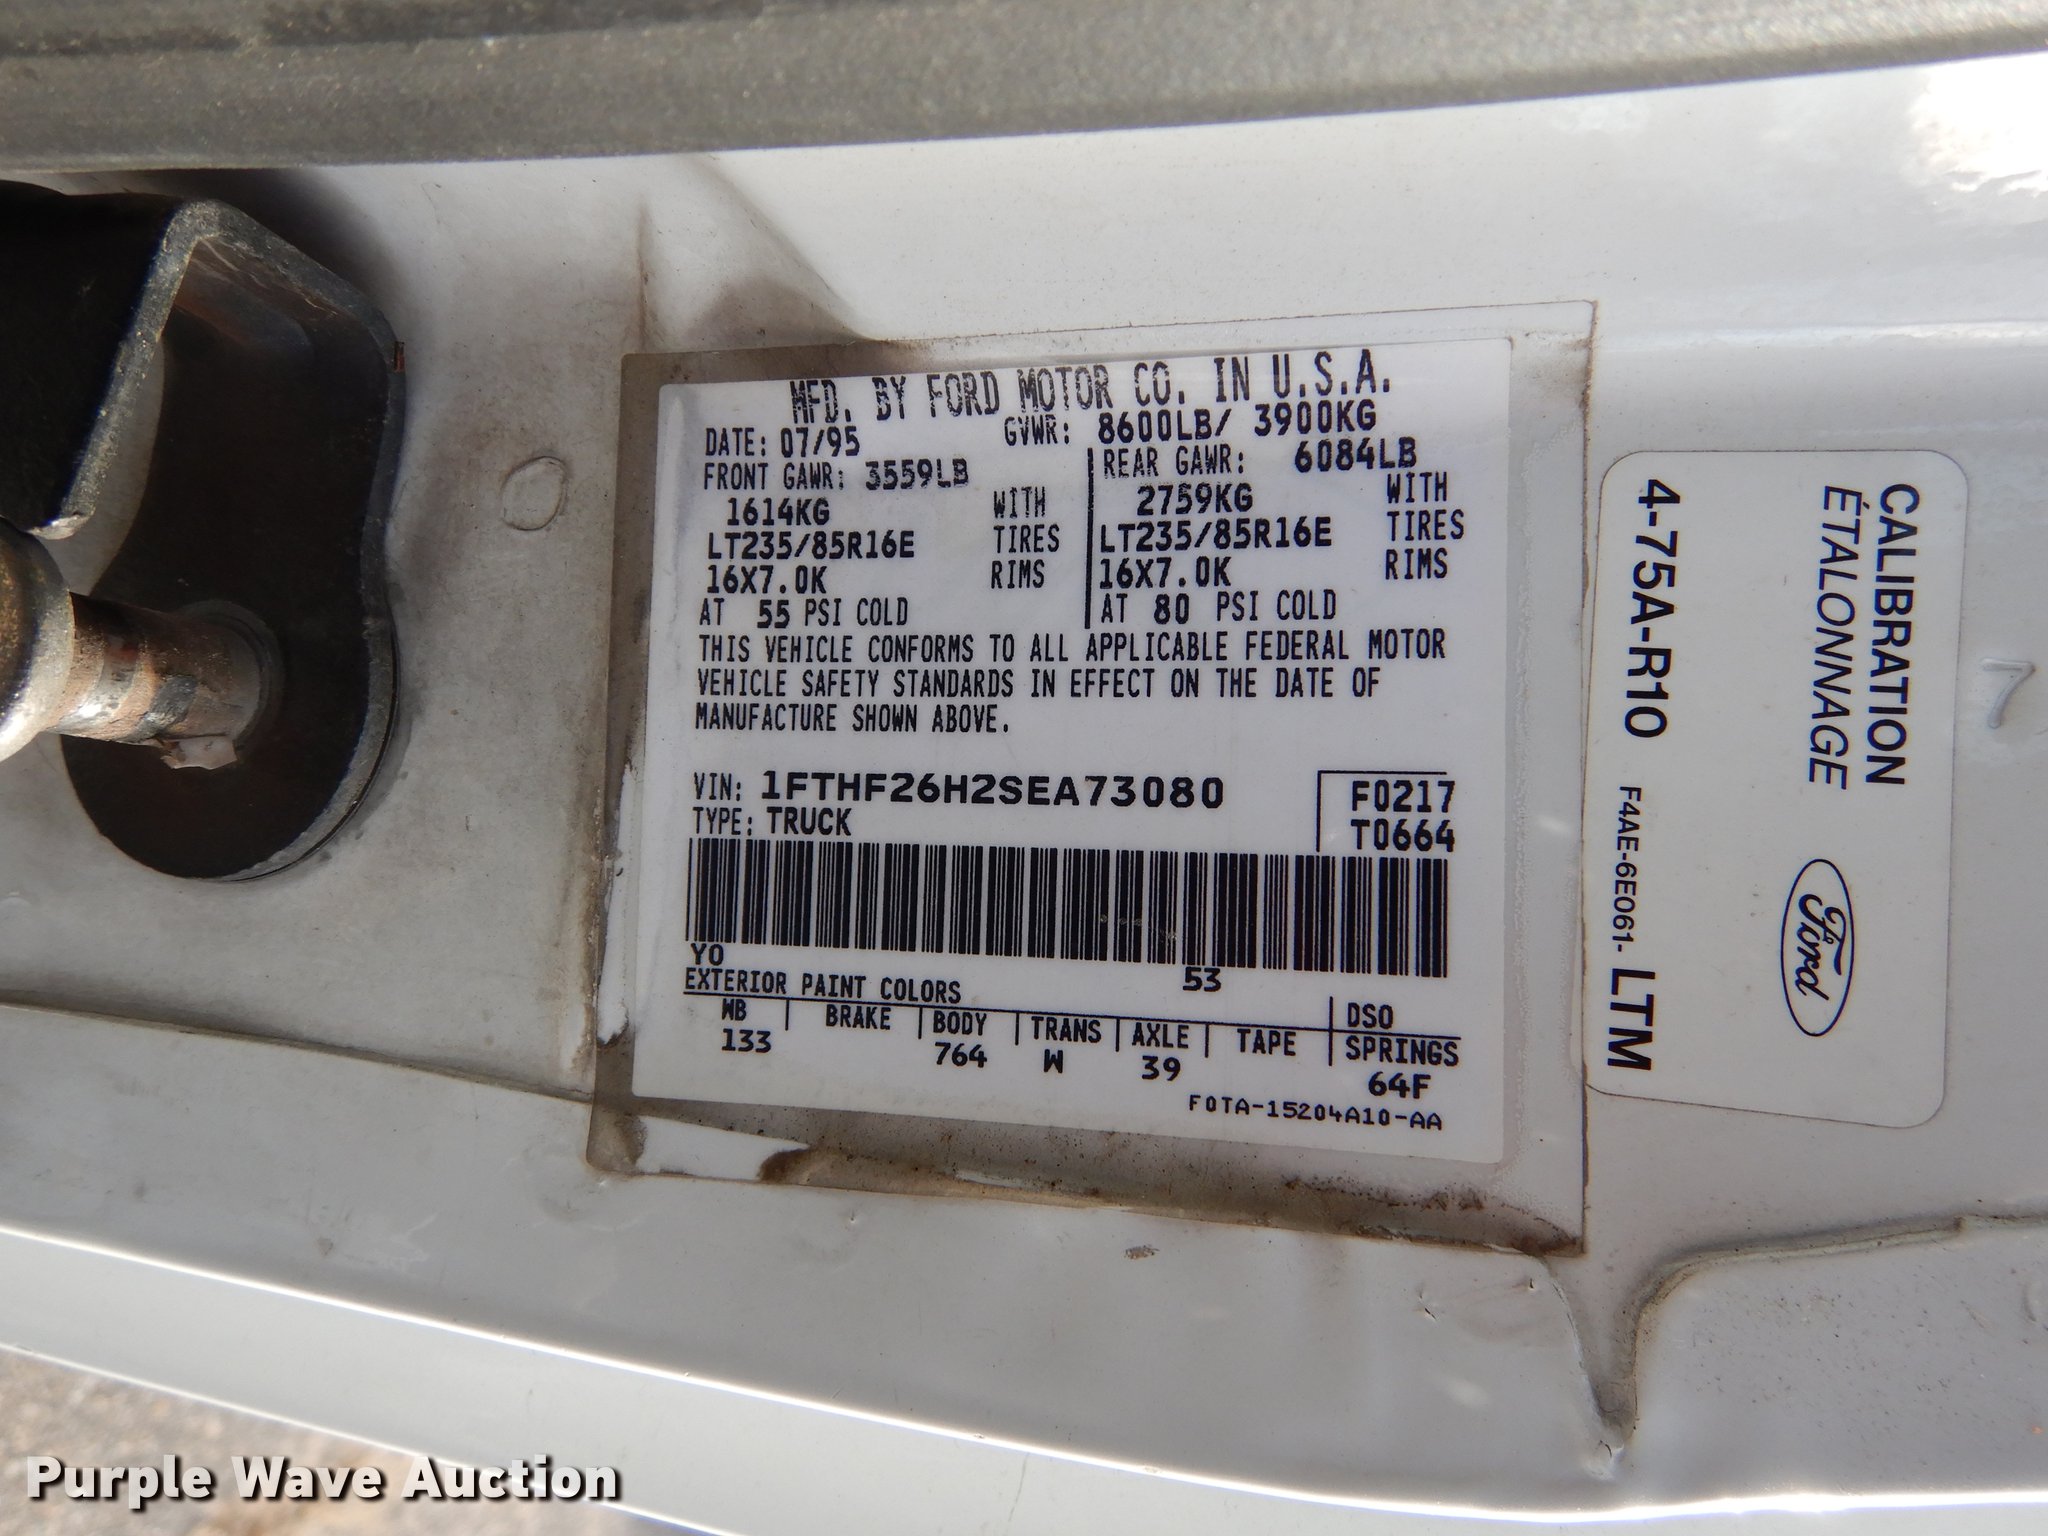 MFD. BY FORD MOTOR CO. IN U.S.A.
DATE: 07/95 GVWR: 8600LB/ 3900KG
FRONT GAWR: 3559LB REAR GAWR: 6084LB
1614KG WITH 2759KG WITH
LT235/85R16E TIRES LT235/85R16E TIRES
16X7.0K RIMS 16X7.0K RIMS
AT 55 PSI COLD AT 80 PSI COLD
THIS VEHICLE CONFORMS TO ALL APPLICABLE FEDERAL MOTOR
VEHICLE SAFETY STANDARDS IN EFFECT ON THE DATE OF
MANUFACTURE SHOWN ABOVE.
VIN: 1FTHF26H2SEA73080 F0217
TYPE: TRUCK T0664
YO 53
EXTERIOR PAINT COLORS DSO
WB BRAKE BODY TRANS AXLE TAPE SPRINGS
133 764 W 39 64F
F0TA-15204A10-AA
CALIBRATION
ÉTALONNAGE
Ford
4-75A-R10 F4AE-6E061- LTM
7
Purple Wave Auction